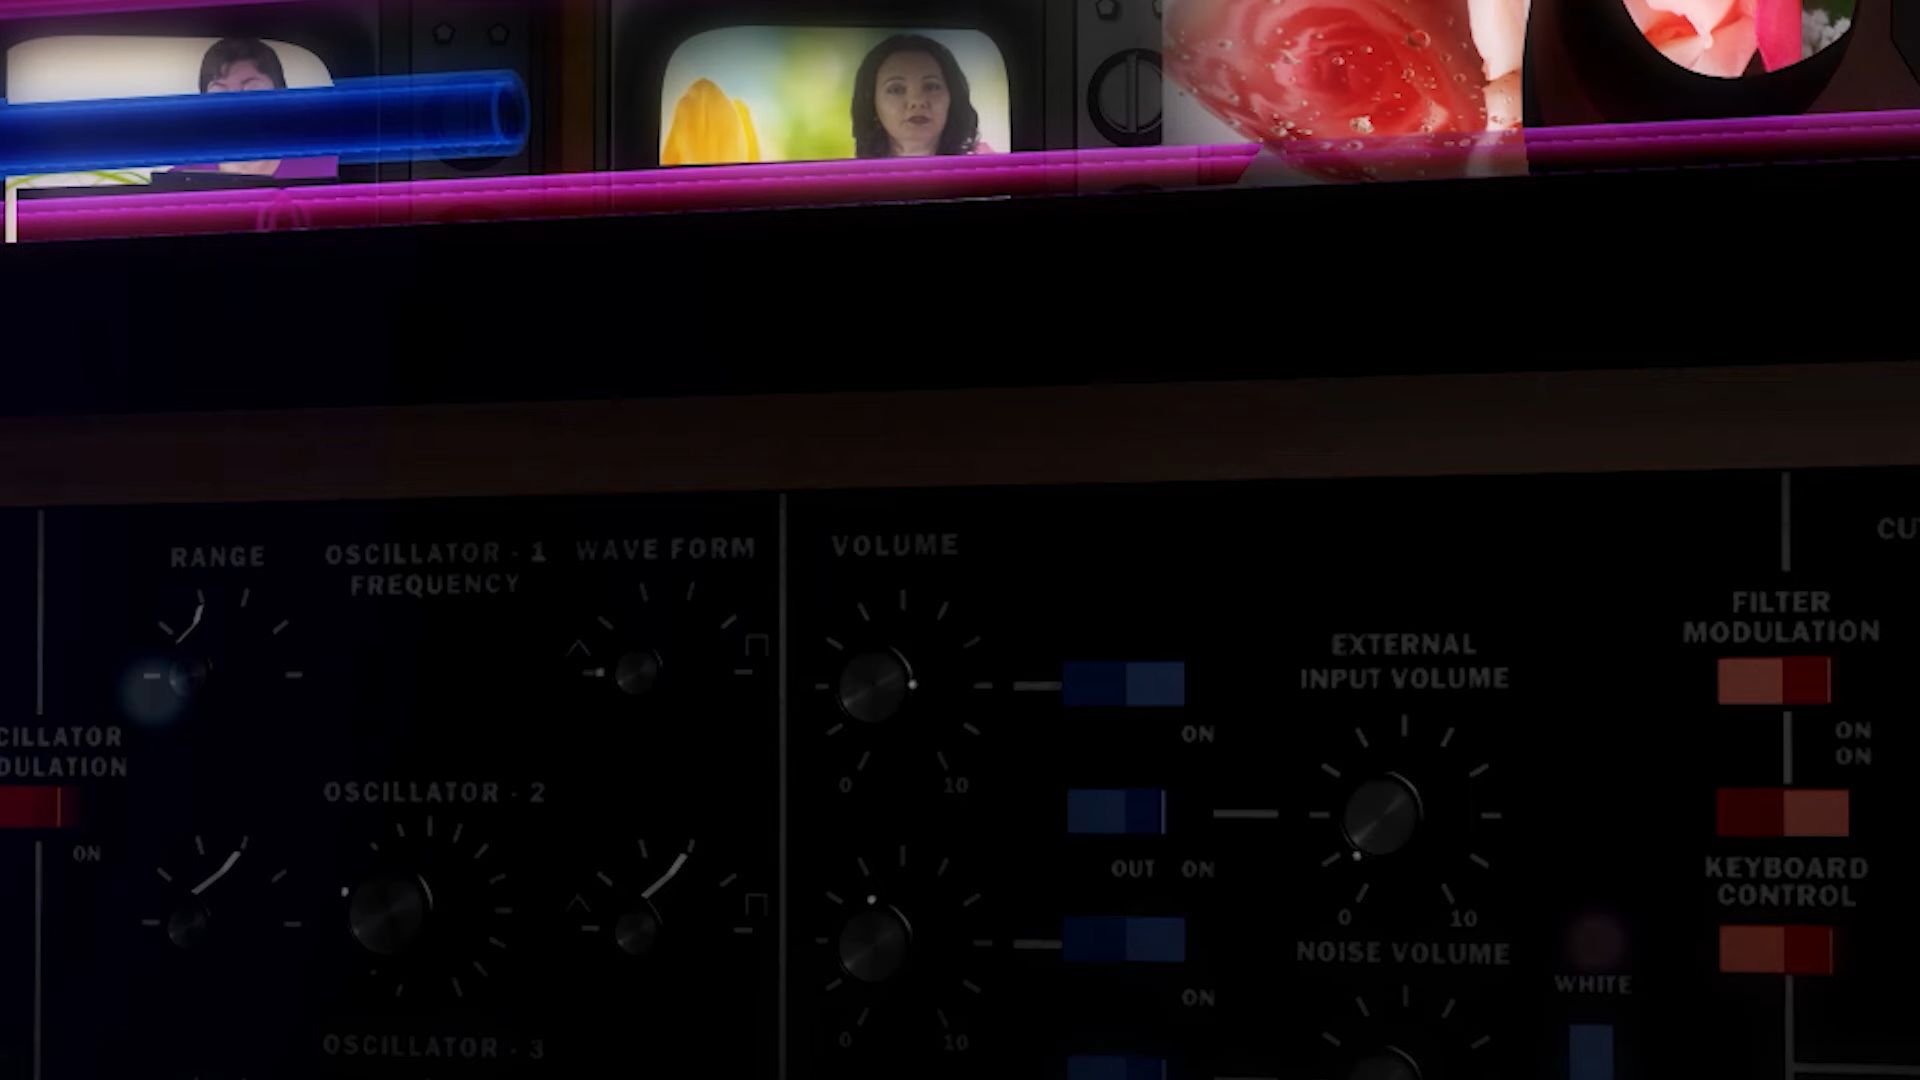 RANGE
OSCILLATOR - 1
FREQUENCY
WAVE FORM
VOLUME
CU
FILTER
MODULATION
EXTERNAL
INPUT VOLUME
CILLATOR
DULATION
ON
ON
ON
OSCILLATOR - 2
0
10
ON
OUT
ON
KEYBOARD
CONTROL
0
10
NOISE VOLUME
WHITE
ON
OSCILLATOR - 3
0
10